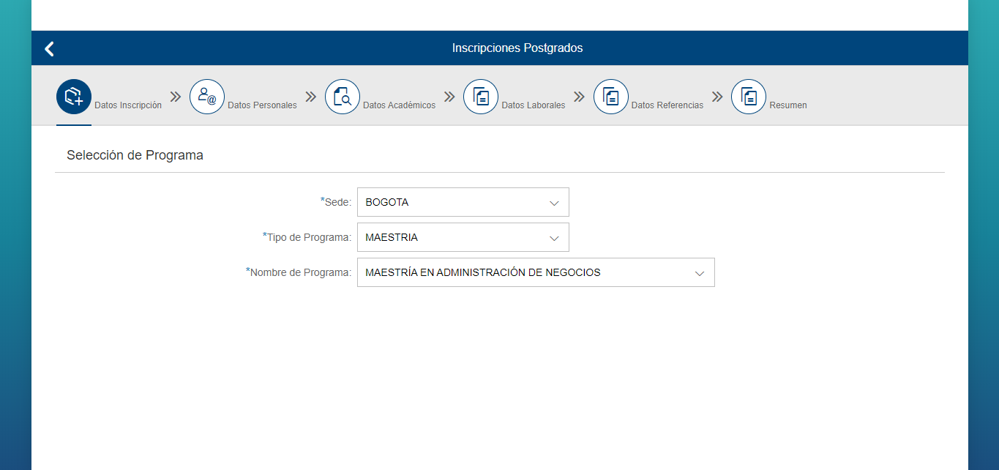 Inscripciones Postgrados
Datos Inscripción
Datos Personales
Datos Académicos
Datos Laborales
Datos Referencias
Resumen
Selección de Programa
*Sede: BOGOTA
*Tipo de Programa: MAESTRIA
*Nombre de Programa: MAESTRÍA EN ADMINISTRACIÓN DE NEGOCIOS